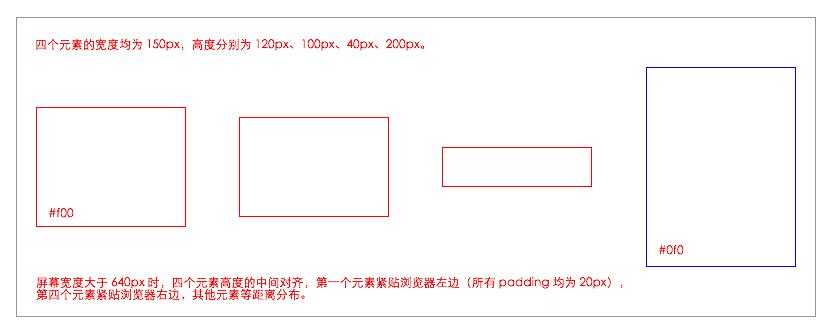 四个元素的宽度均为 150px，高度分别为 120px、100px、40px、200px。
#f00
#0f0
屏幕宽度大于 640px 时，四个元素高度的中间对齐，第一个元素紧贴浏览器左边（所有 padding 均为 20px），
第四个元素紧贴浏览器右边，其他元素等距离分布。